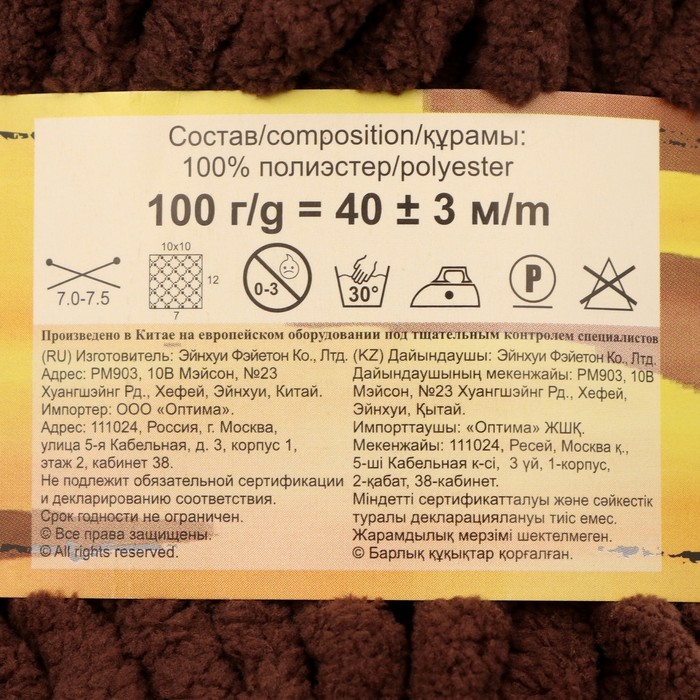 Состав/composition/құрамы:
100% полиэстер/polyester
100 г/g = 40 ± 3 м/m
10x10
12
7
7.0-7.5
0-3
30°
P
Произведено в Китае на европейском оборудовании под тщательным контролем специалистов
(RU) Изготовитель: Эйнхуи Фэйетон Ко., Лтд.
Адрес: РМ903, 10В Мэйсон, №23
Хуангшэйнг Рд., Хефей, Эйнхуи, Китай.
Импортер: ООО «Оптима».
Адрес: 111024, Россия, г. Москва,
улица 5-я Кабельная, д. 3, корпус 1,
этаж 2, кабинет 38.
Не подлежит обязательной сертификации
и декларированию соответствия.
Срок годности не ограничен.
© Все права защищены.
© All rights reserved.
(KZ) Дайындаушы: Эйнхуи Фэйетон Ко., Лтд.
Дайындаушының мекенжайы: РМ903, 10В
Мэйсон, №23 Хуангшэйнг Рд., Хефей,
Эйнхуи, Қытай.
Импорттаушы: «Оптима» ЖШҚ.
Мекенжайы: 111024, Ресей, Москва қ.,
5-ші Кабельная к-сі, 3 үй, 1-корпус,
2-қабат, 38-кабинет.
Міндетті сертификатталуы және сәйкестік
туралы декларациялануы тиіс емес.
Жарамдылық мерзімі шектелмеген.
© Барлық құқықтар қорғалған.